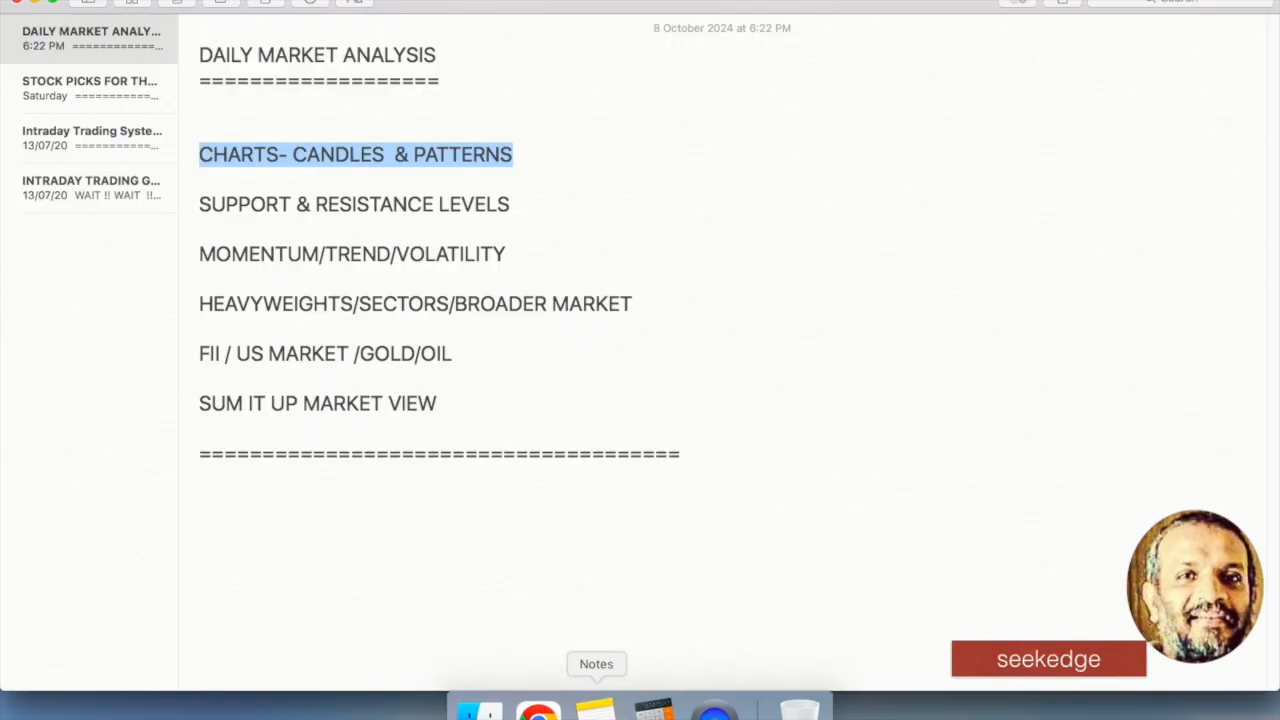 DAILY MARKET ANALY...
6:22 PM ============...
STOCK PICKS FOR TH...
Saturday ===========...
Intraday Trading Syste...
13/07/20 ===========...
INTRADAY TRADING G...
13/07/20 WAIT !! WAIT !!...
8 October 2024 at 6:22 PM
DAILY MARKET ANALYSIS
===================
CHARTS- CANDLES & PATTERNS
SUPPORT & RESISTANCE LEVELS
MOMENTUM/TREND/VOLATILITY
HEAVYWEIGHTS/SECTORS/BROADER MARKET
FII / US MARKET /GOLD/OIL
SUM IT UP MARKET VIEW
======================================
seekedge
Notes